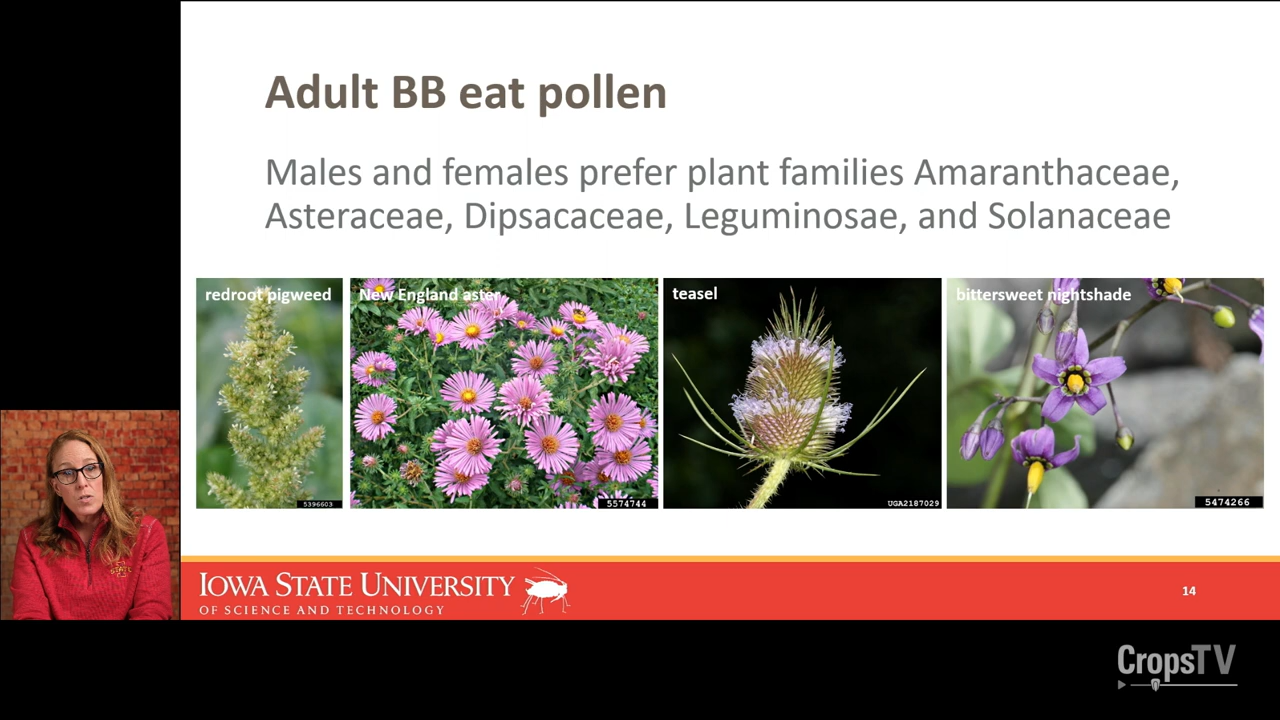 Adult BB eat pollen
Males and females prefer plant families Amaranthaceae,
Asteraceae, Dipsacaceae, Leguminosae, and Solanaceae
redroot pigweed
New England aster
teasel
bittersweet nightshade
5396603
5574744
UGA2187029
5474266
STATE
IOWA STATE UNIVERSITY
OF SCIENCE AND TECHNOLOGY
14
CropsTV